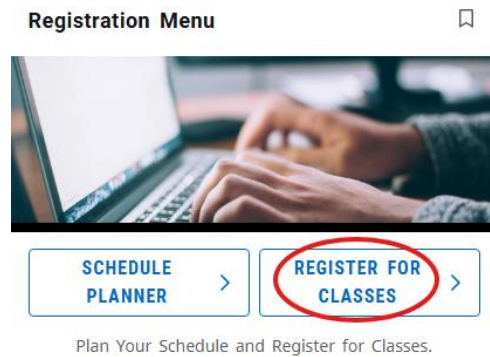 Registration Menu
SCHEDULE
PLANNER
REGISTER FOR
CLASSES
Plan Your Schedule and Register for Classes.